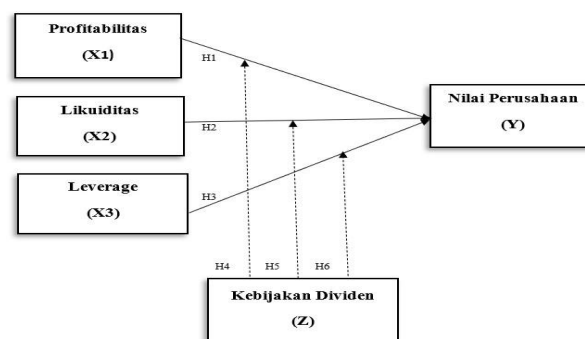 Profitabilitas
(X1)
H1
Likuiditas
(X2)
H2
Nilai Perusahaan
(Y)
Leverage
(X3)
H3
H4 H5 H6
Kebijakan Dividen
(Z)